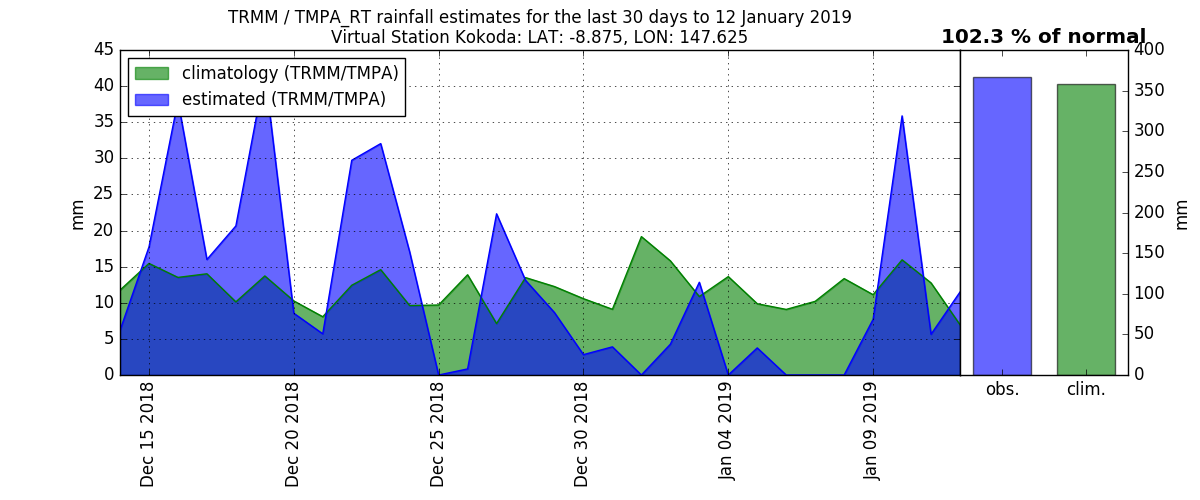 TRMM / TMPA_RT rainfall estimates for the last 30 days to 12 January 2019
Virtual Station Kokoda: LAT: -8.875, LON: 147.625
102.3 % of normal
climatology (TRMM/TMPA)
estimated (TRMM/TMPA)
45
40
35
30
25
20
15
10
5
0
mm
Dec 15 2018
Dec 20 2018
Dec 25 2018
Dec 30 2018
Jan 04 2019
Jan 09 2019
400
350
300
250
200
150
100
50
0
mm
obs.
clim.